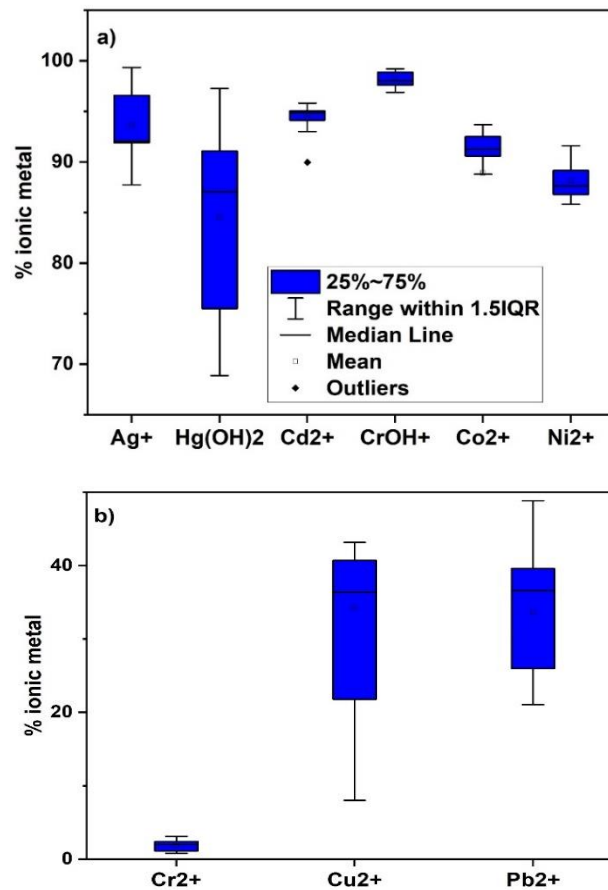 a)
100
90
80
70
% ionic metal
25%~75%
Range within 1.5IQR
Median Line
Mean
Outliers
Ag+ Hg(OH)2 Cd2+ CrOH+ Co2+ Ni2+
b)
40
20
0
% ionic metal
Cr2+ Cu2+ Pb2+